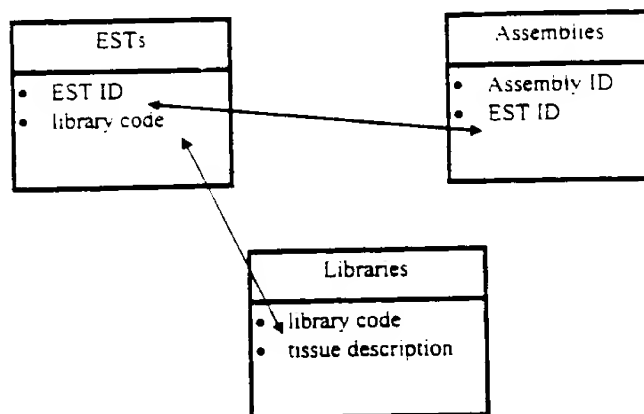 ESTs
• EST ID
• library code
Assemblies
• Assembly ID
• EST ID
Libraries
• library code
• tissue description